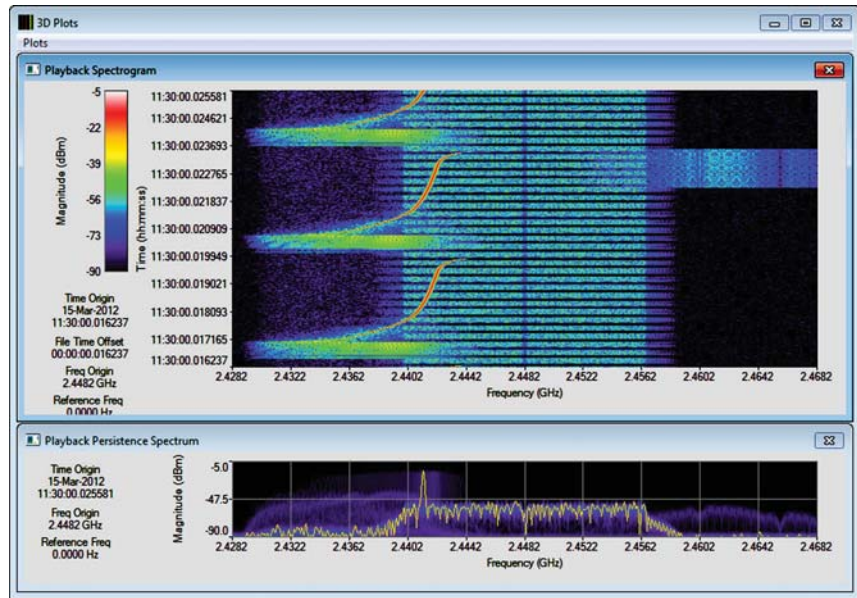 3D Plots
Plots
Playback Spectrogram
-5
-22
-39
-56
-73
-90
Magnitude (dBm)
Time Origin
15-Mar-2012
11:30:00.016237
File Time Offset
00:00:00.016237
Freq Origin
2.4482 GHz
Reference Freq
0.0000 Hz
Time (hh:mm:ss)
11:30:00.025581
11:30:00.024621
11:30:00.023693
11:30:00.022765
11:30:00.021837
11:30:00.020909
11:30:00.019949
11:30:00.019021
11:30:00.018093
11:30:00.017165
11:30:00.016237
2.4282 2.4322 2.4362 2.4402 2.4442 2.4482 2.4522 2.4562 2.4602 2.4642 2.4682
Frequency (GHz)
Playback Persistence Spectrum
Time Origin
15-Mar-2012
11:30:00.025581
Freq Origin
2.4482 GHz
Reference Freq
0.0000 Hz
Magnitude (dBm)
-5.0
-47.5
-90.0
2.4282 2.4322 2.4362 2.4402 2.4442 2.4482 2.4522 2.4562 2.4602 2.4642 2.4682
Frequency (GHz)